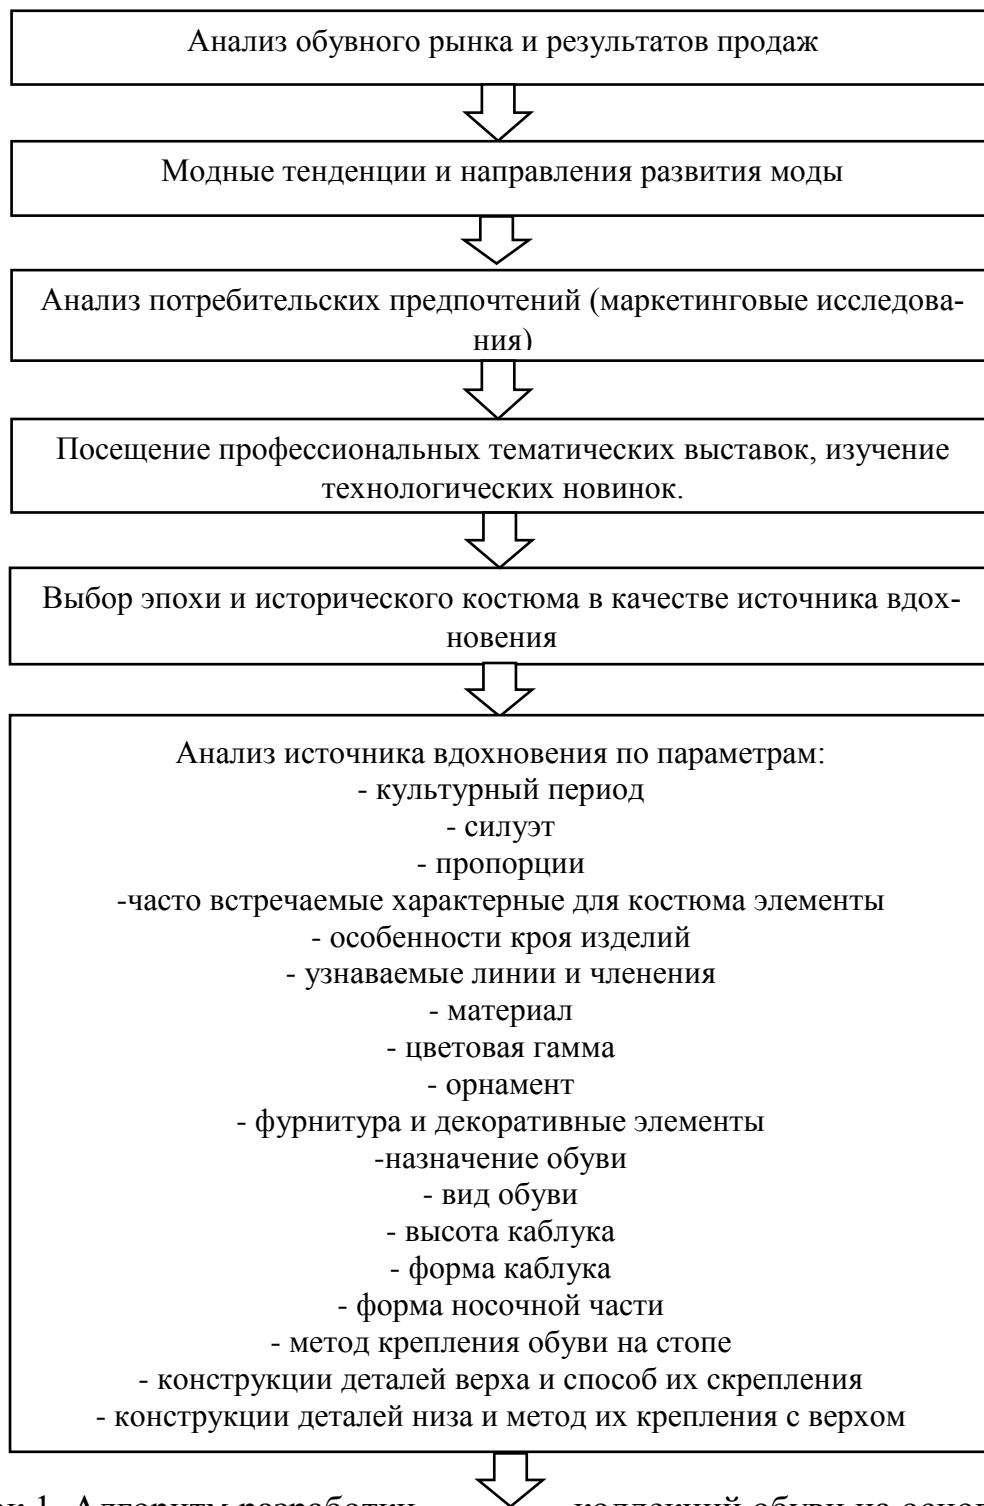 Анализ обувного рынка и результатов продаж
Модные тенденции и направления развития моды
Анализ потребительских предпочтений (маркетинговые исследова-
ния)
Посещение профессиональных тематических выставок, изучение
технологических новинок.
Выбор эпохи и исторического костюма в качестве источника вдох-
новения
Анализ источника вдохновения по параметрам:
- культурный период
- силуэт
- пропорции
-часто встречаемые характерные для костюма элементы
- особенности кроя изделий
- узнаваемые линии и членения
- материал
- цветовая гамма
- орнамент
- фурнитура и декоративные элементы
-назначение обуви
- вид обуви
- высота каблука
- форма каблука
- форма носочной части
- метод крепления обуви на стопе
- конструкции деталей верха и способ их скрепления
- конструкции деталей низа и метод их крепления с верхом
1. Алгоритм разработки коллекций обуви на